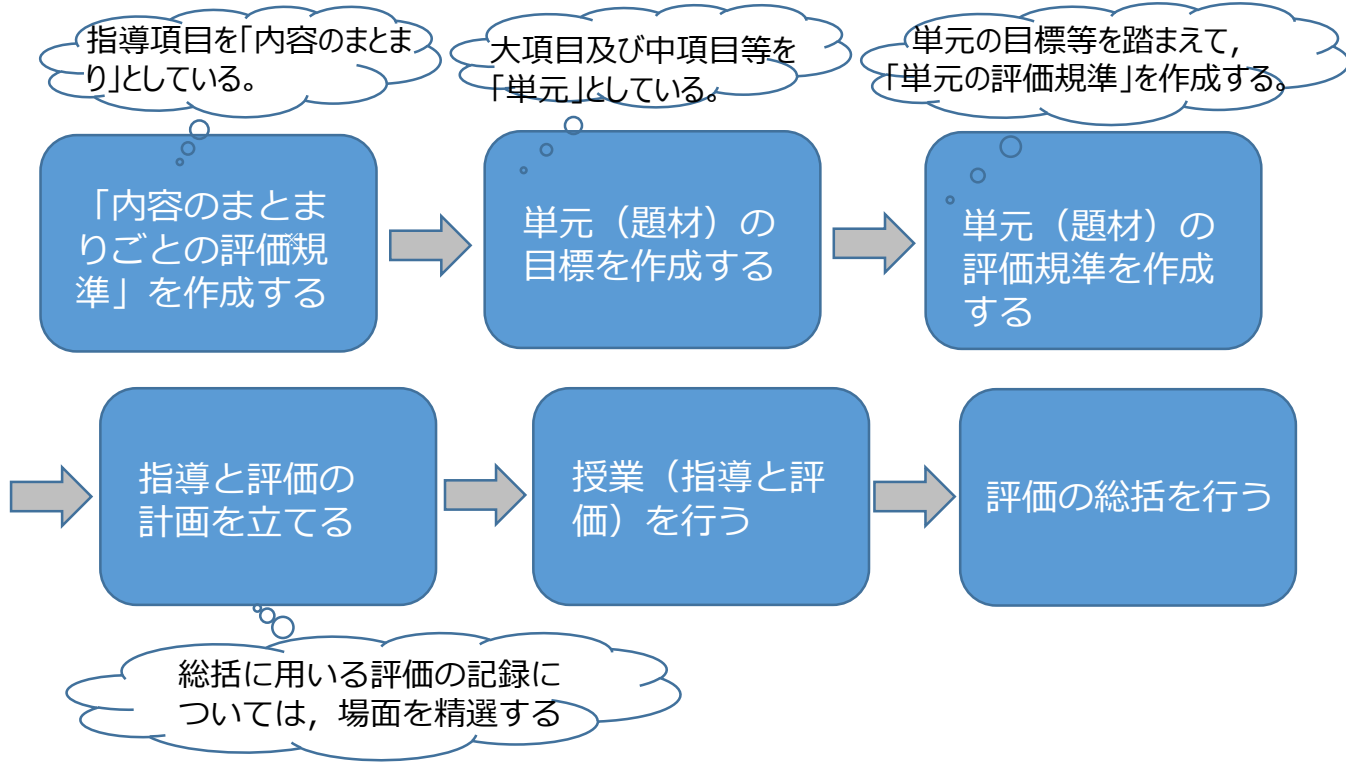 指導項目を「内容のまとま
り」としている。
大項目及び中項目等を
「単元」としている。
単元の目標等を踏まえて,
「単元の評価規準」を作成する。
「内容のまとま
りごとの評価規
準」を作成する
※
単元（題材）の
目標を作成する
単元（題材）の
評価規準を作成
する
指導と評価の
計画を立てる
授業（指導と評
価）を行う
評価の総括を行う
総括に用いる評価の記録に
ついては，場面を精選する